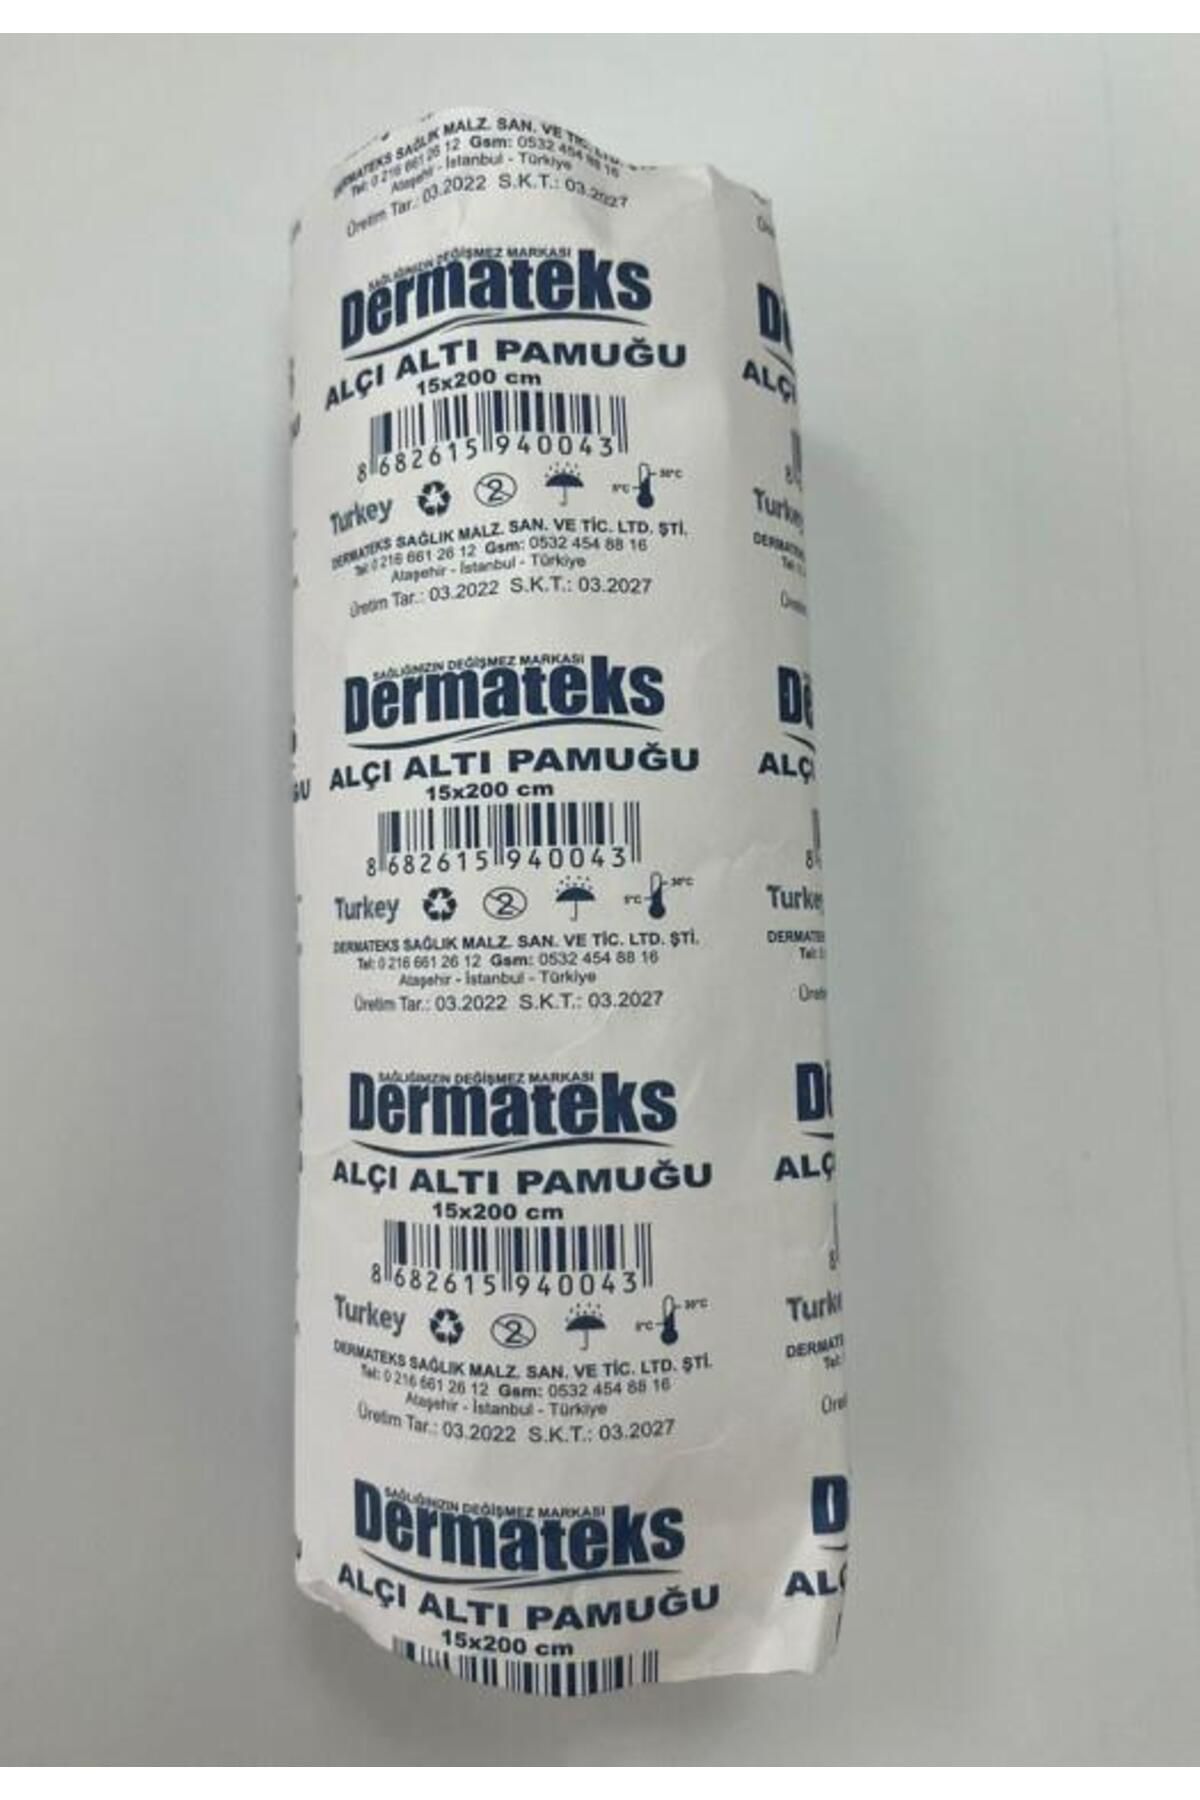 DERMATEKS SAĞLIK MALZ. SAN. VE TİC. LTD. ŞTİ.
Tel: 0 216 661 26 12 Gsm: 0532 454 88 16
Ataşehir - İstanbul - Türkiye
Üretim Tar.: 03.2022 S.K.T.: 03.2027
SAĞLIĞINIZIN DEĞİŞMEZ MARKASI
Dermateks
ALÇI ALTI PAMUĞU
15x200 cm
8 682615 940043
Turkey 2 5°C 30°C
DERMATEKS SAĞLIK MALZ. SAN. VE TİC. LTD. ŞTİ.
Tel: 0 216 661 26 12 Gsm: 0532 454 88 16
Ataşehir - İstanbul - Türkiye
Üretim Tar.: 03.2022 S.K.T.: 03.2027
SAĞLIĞINIZIN DEĞİŞMEZ MARKASI
Dermateks
ALÇI ALTI PAMUĞU
15x200 cm
8 682615 940043
Turkey 2 5°C 30°C
DERMATEKS SAĞLIK MALZ. SAN. VE TİC. LTD. ŞTİ.
Tel: 0 216 661 26 12 Gsm: 0532 454 88 16
Ataşehir - İstanbul - Türkiye
Üretim Tar.: 03.2022 S.K.T.: 03.2027
SAĞLIĞINIZIN DEĞİŞMEZ MARKASI
Dermateks
ALÇI ALTI PAMUĞU
15x200 cm
8 682615 940043
Turkey 2 5°C 30°C
DERMATEKS SAĞLIK MALZ. SAN. VE TİC. LTD. ŞTİ.
Tel: 0 216 661 26 12 Gsm: 0532 454 88 16
Ataşehir - İstanbul - Türkiye
Üretim Tar.: 03.2022 S.K.T.: 03.2027
SAĞLIĞINIZIN DEĞİŞMEZ MARKASI
Dermateks
ALÇI ALTI PAMUĞU
15x200 cm